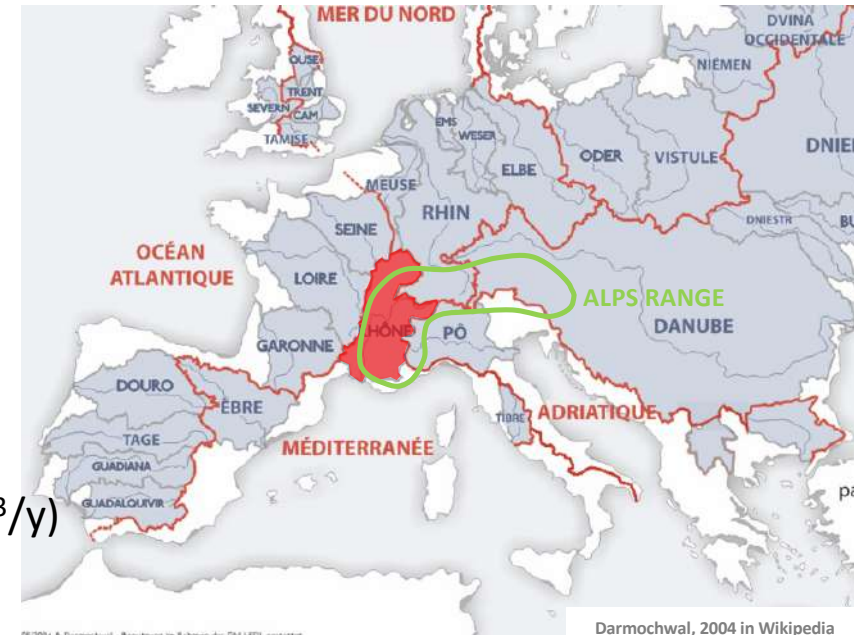 MER DU NORD
DVINA
OCCIDENTALE
NIÉMEN
OUSE
TRENT
SEVERN
CAM
TAMISE
EMS
WESER
ELBE
ODER
VISTULE
MEUSE
RHIN
SEINE
DNIESTR
OCÉAN
ATLANTIQUE
LOIRE
ALPS RANGE
RHÔNE
PÔ
DANUBE
GARONNE
DOURO
ÈBRE
TIBRE
ADRIATIQUE
TAGE
MÉDITERRANÉE
GUADIANA
GUADALQUIVIR
3/y)
Darmochwal, 2004 in Wikipedia